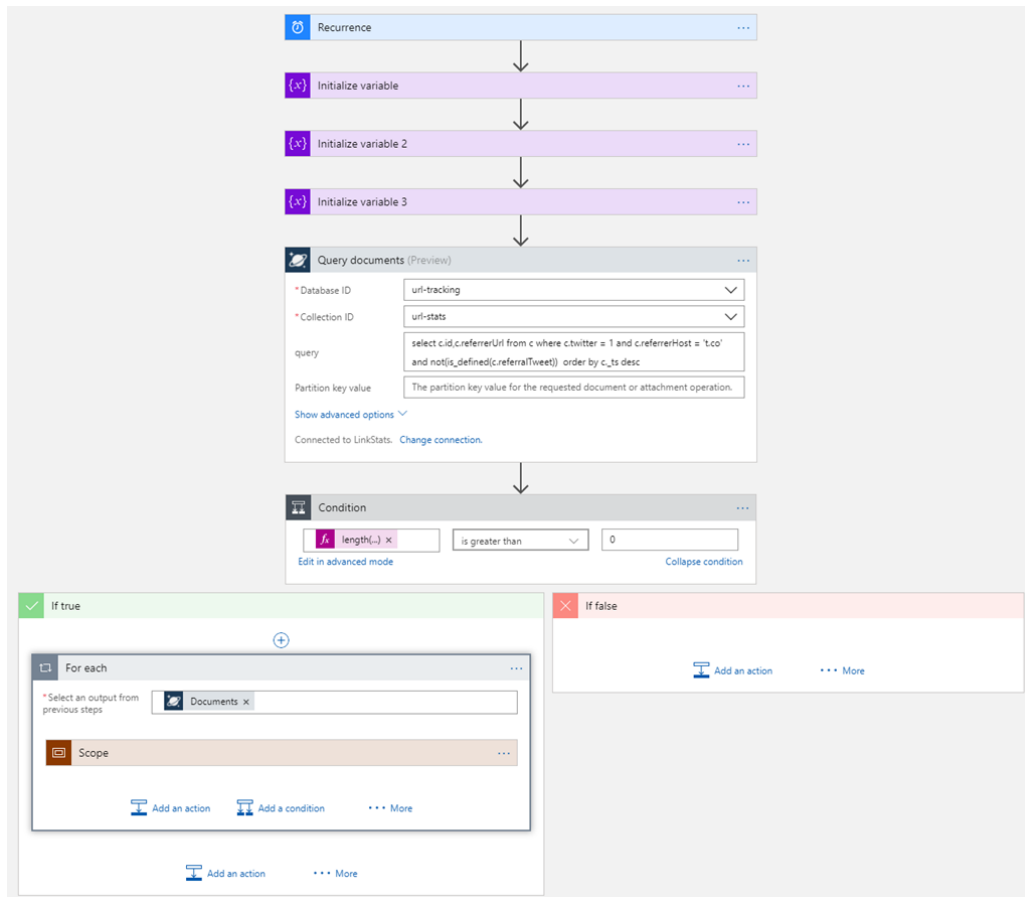 Recurrence
{x} Initialize variable
{x} Initialize variable 2
{x} Initialize variable 3
Query documents (Preview)
*Database ID url-tracking
*Collection ID url-stats
query
select c.id,c.referrerUrl from c where c.twitter = 1 and c.referrerHost = 't.co'
and not(is_defined(c.referralTweet))  order by c._ts desc
Partition key value The partition key value for the requested document or attachment operation.
Show advanced options
Connected to LinkStats. Change connection.
Condition
fx length(...) × is greater than 0
Edit in advanced mode Collapse condition
If true
If false
Add an action ••• More
For each
*Select an output from
previous steps
Documents ×
Scope
Add an action Add a condition ••• More
Add an action ••• More